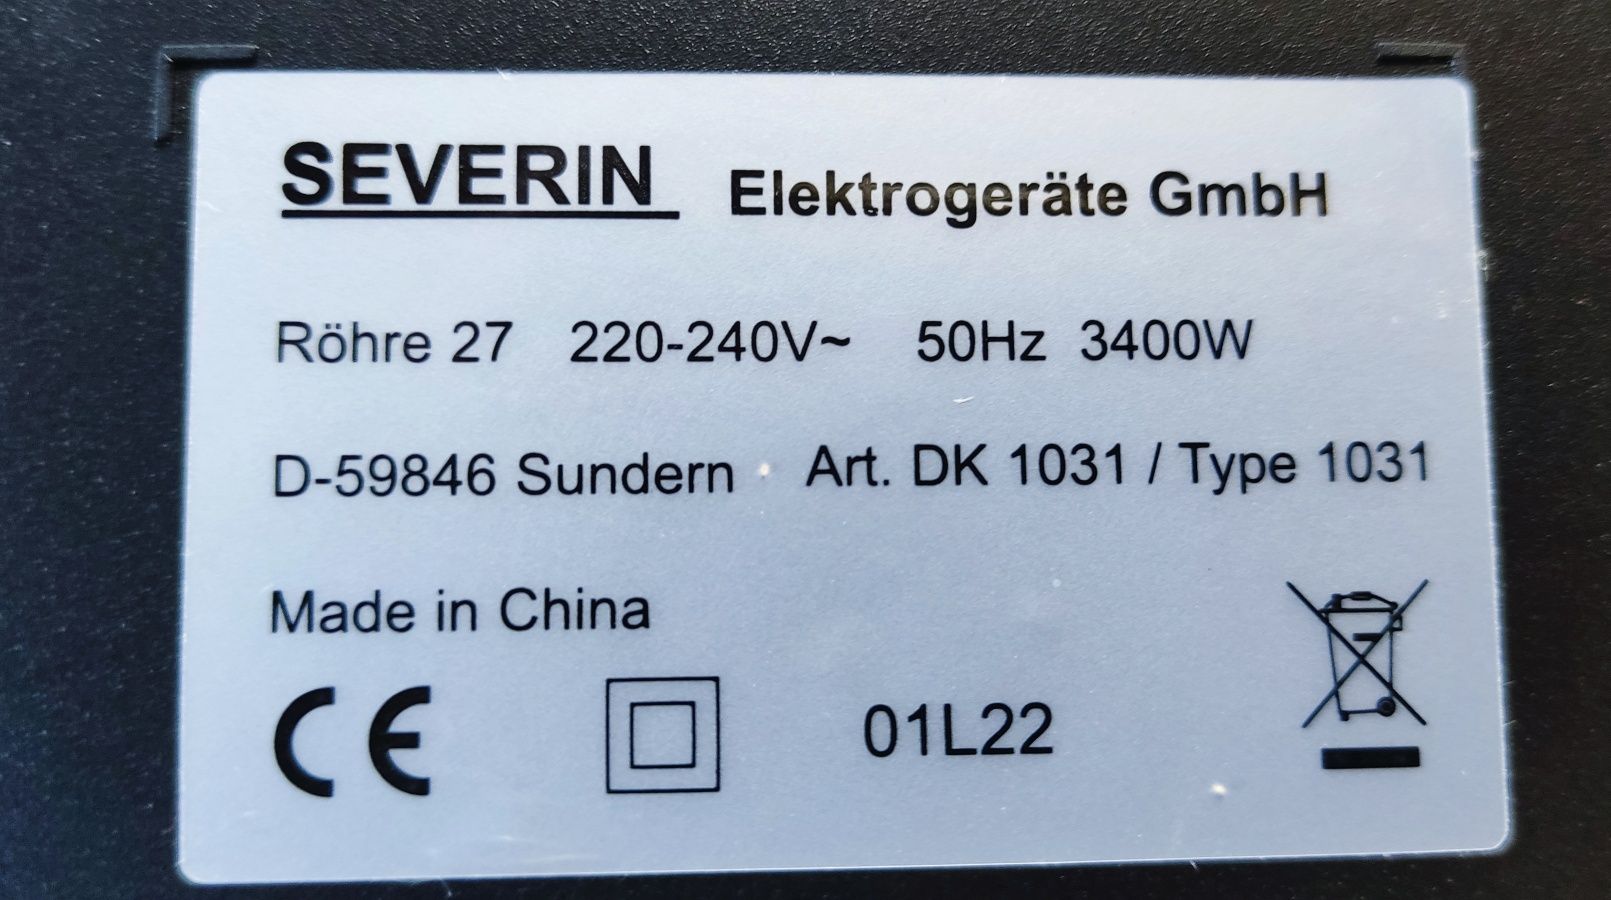 SEVERIN Elektrogeräte GmbH
Röhre 27 220-240V~ 50Hz 3400W
D-59846 Sundern Art. DK 1031 / Type 1031
Made in China
CE 01L22